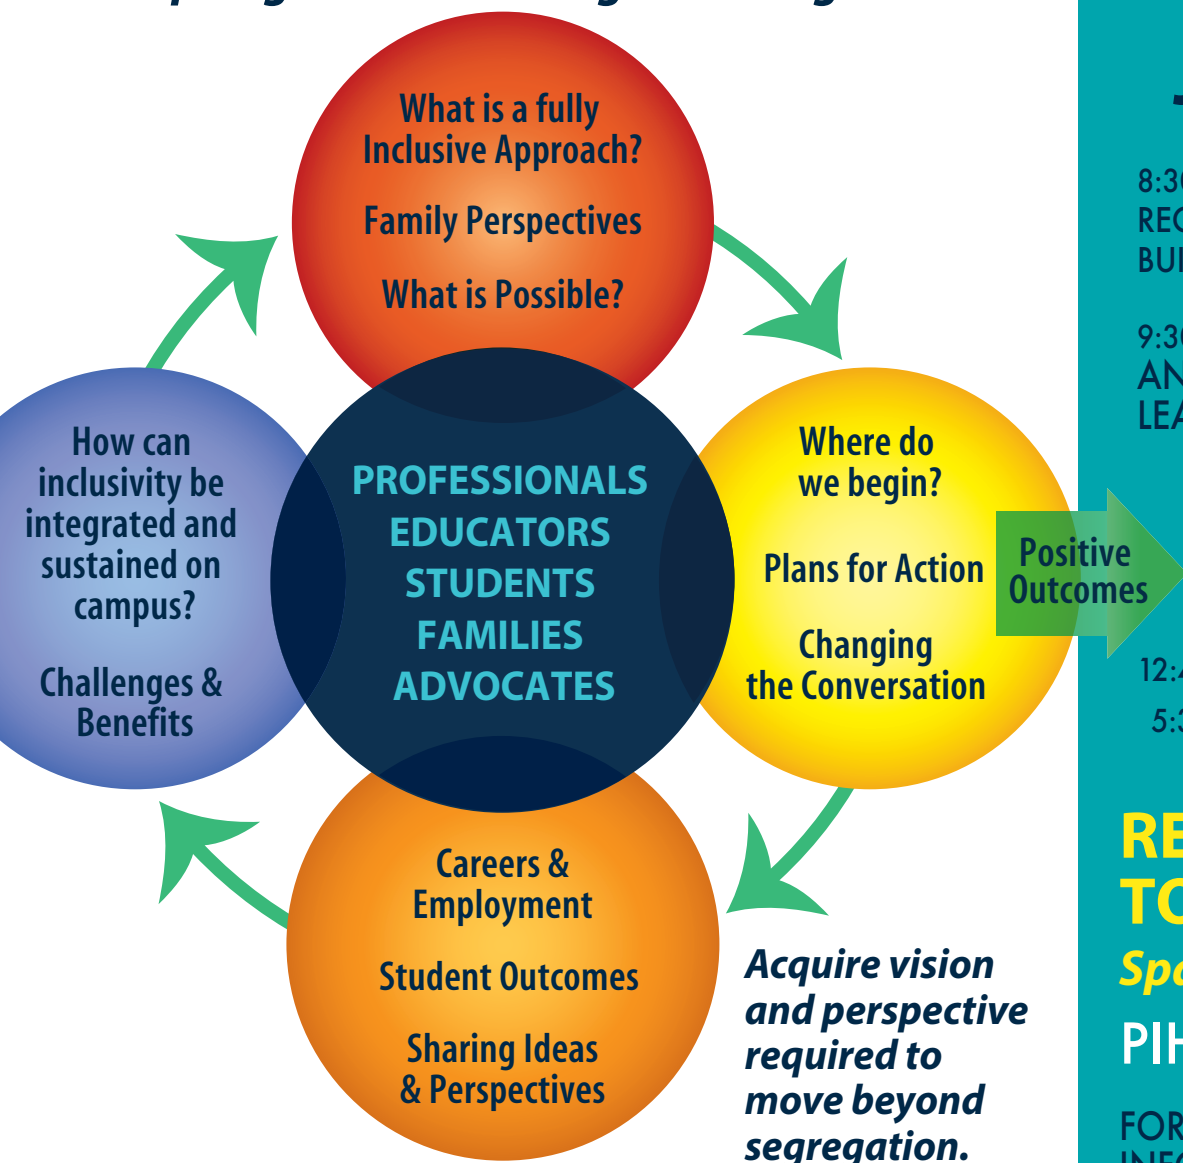 What is a fully
Inclusive Approach?
Family Perspectives
What is Possible?
How can
inclusivity be
integrated and
sustained on
campus?
Challenges &
Benefits
PROFESSIONALS
EDUCATORS
STUDENTS
FAMILIES
ADVOCATES
Where do
we begin?
Plans for Action
Changing
the Conversation
Positive
Outcomes
Careers &
Employment
Student Outcomes
Sharing Ideas
& Perspectives
Acquire vision
and perspective
required to
move beyond
segregation.